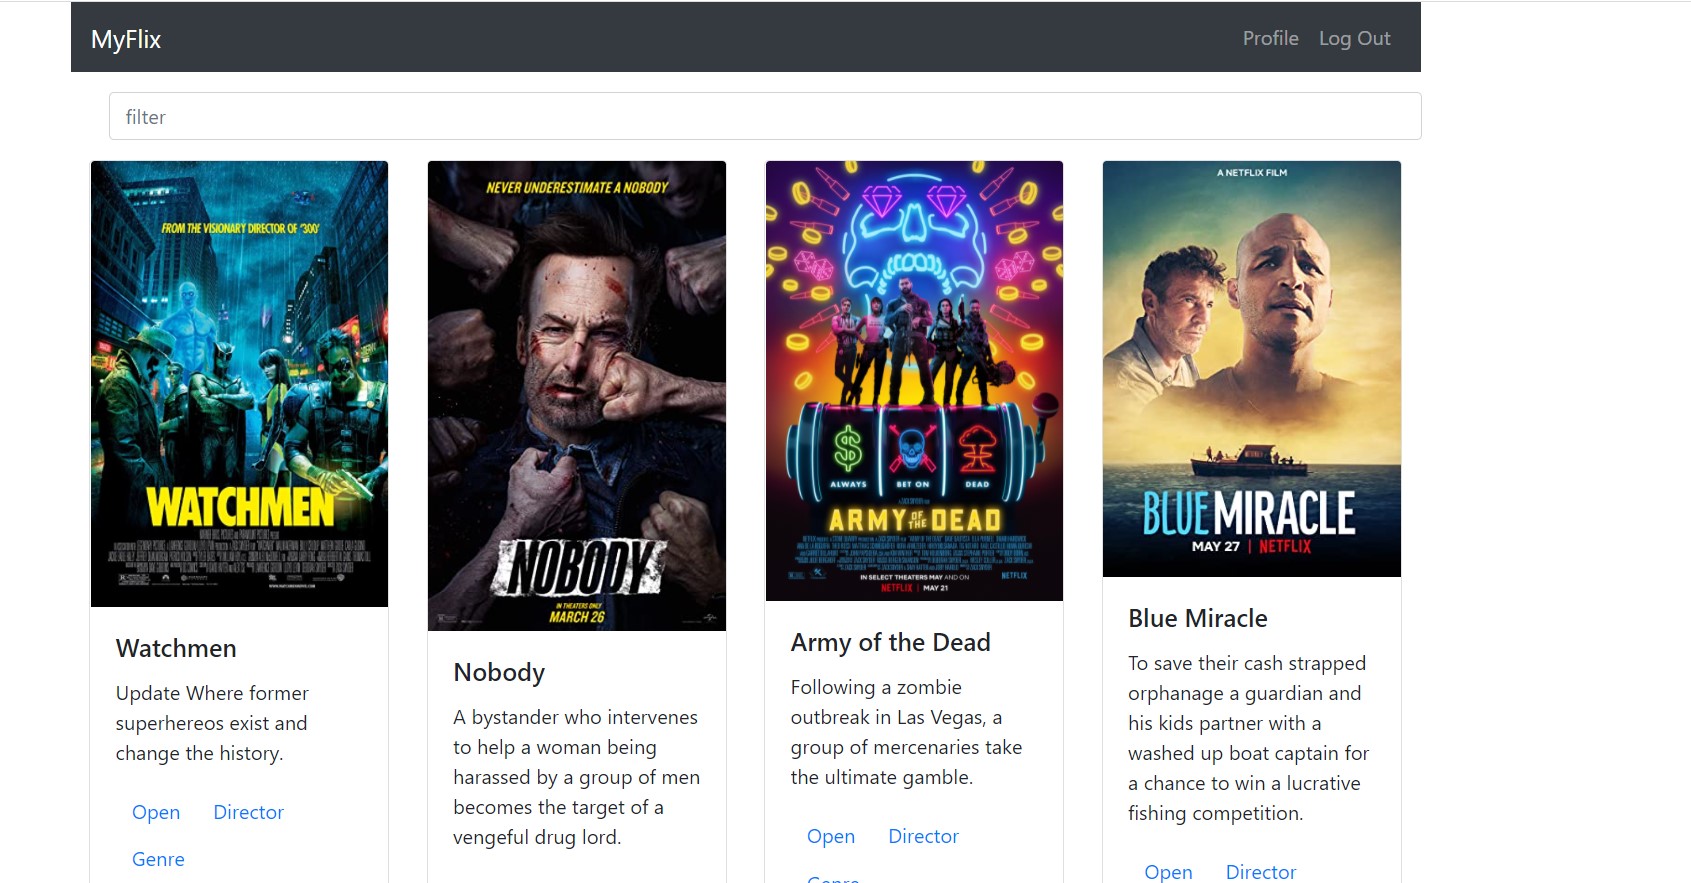 MyFlix
Profile Log Out
filter
FROM THE VISIONARY DIRECTOR OF '300'
WATCHMEN
WWW.WATCHMENMOVIE.COM
Watchmen
Update Where former
superhereos exist and
change the history.
Open Director
Genre
NEVER UNDERESTIMATE A NOBODY
NOBODY
IN THEATERS ONLY
MARCH 26
Nobody
A bystander who intervenes
to help a woman being
harassed by a group of men
becomes the target of a
vengeful drug lord.
ALWAYS BET ON DEAD
ARMY OF THE DEAD
IN SELECT THEATERS MAY AND ON
NETFLIX | MAY 21
NETFLIX
Army of the Dead
Following a zombie
outbreak in Las Vegas, a
group of mercenaries take
the ultimate gamble.
Open Director
Genre
A NETFLIX FILM
BLUE MIRACLE
MAY 27 | NETFLIX
Blue Miracle
To save their cash strapped
orphanage a guardian and
his kids partner with a
washed up boat captain for
a chance to win a lucrative
fishing competition.
Open Director